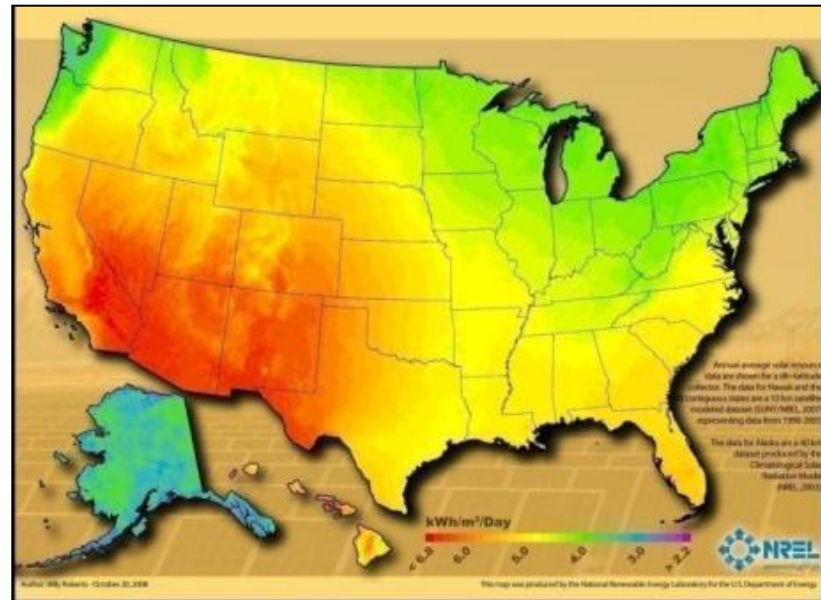 Annual average solar resource
data are shown for a tilt=latitude
collector. The data for Hawaii and the
contiguous states are a 10 km satellite
modeled dataset (SUNY/NREL, 2007)
representing data from 1998-2005.
The data for Alaska are a 40 km
dataset produced by the
Climatological Solar
Radiation Model
(NREL, 2003).
kWh/m²/Day
< 6.8
6.0
5.0
4.0
3.0
> 2.2
NREL
Author: Billy Roberts - October 20, 2008
This map was produced by the National Renewable Energy Laboratory for the U.S. Department of Energy.